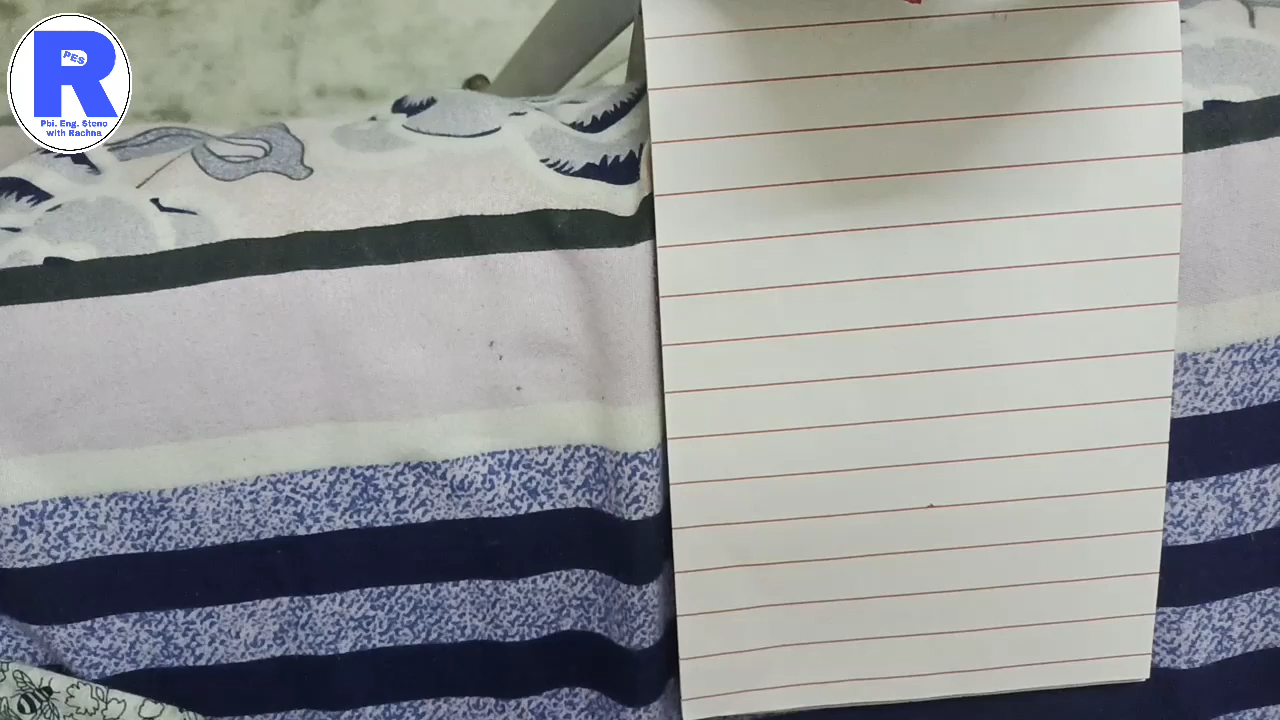 R
PES
Pbi. Eng. Steno
with Rachna